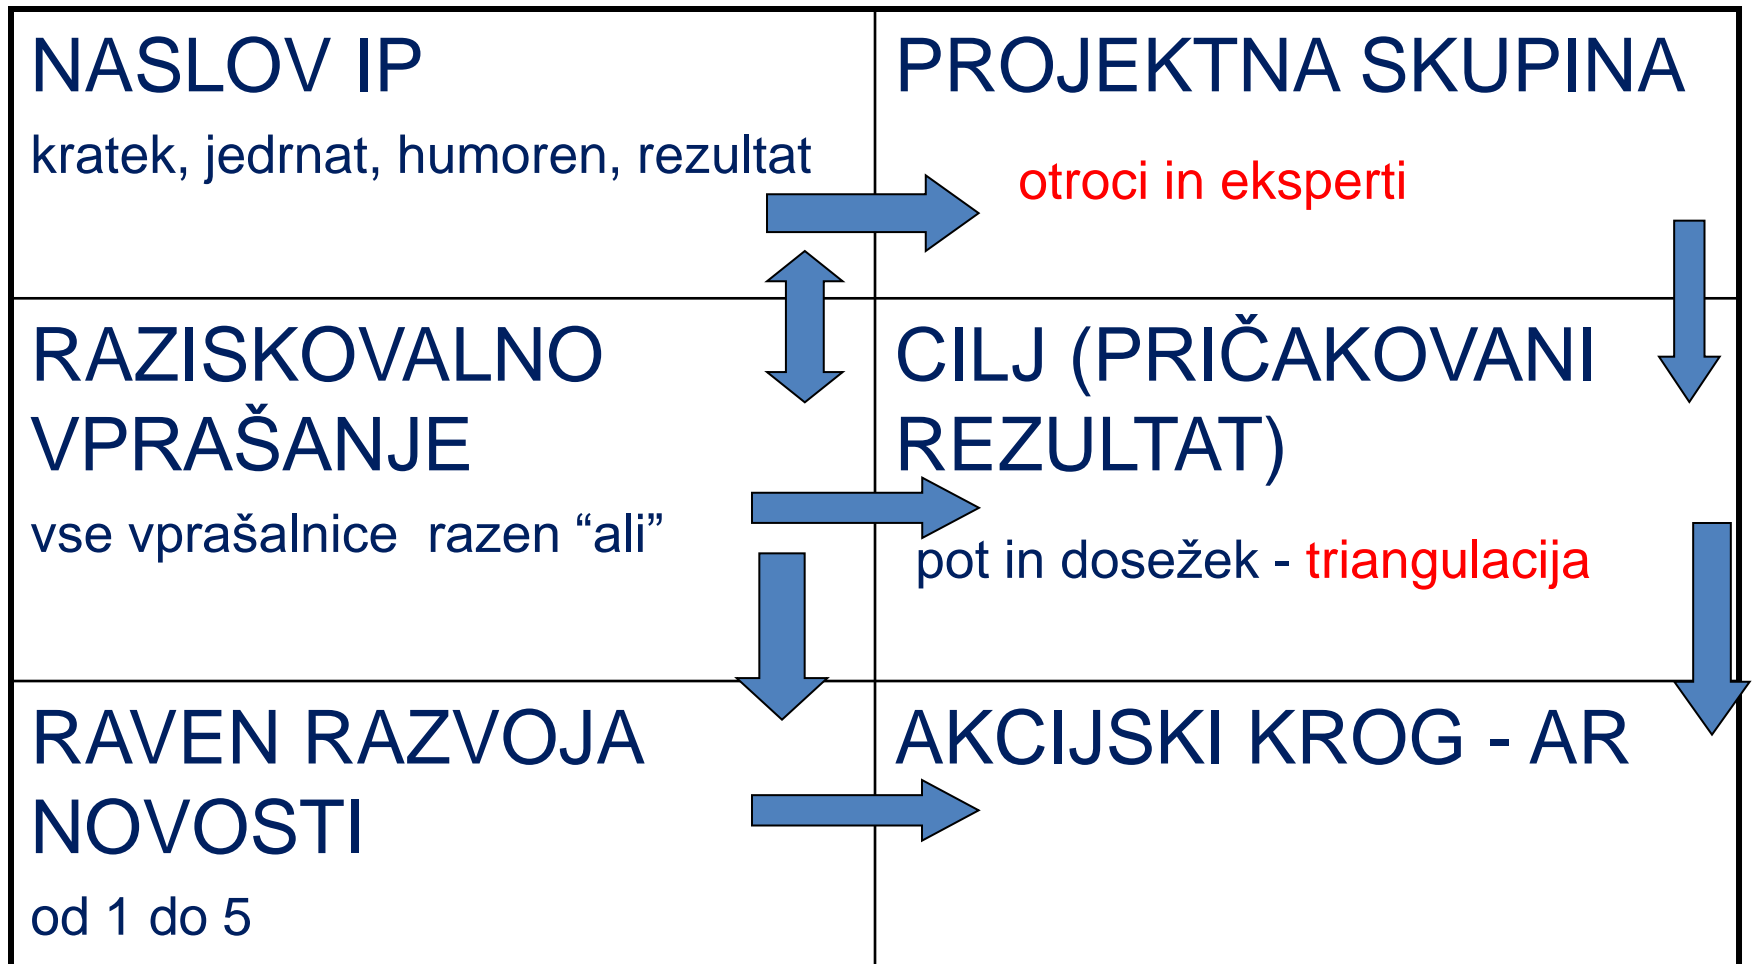 NASLOV IP
kratek, jedrnat, humoren, rezultat
PROJEKTNA SKUPINA
otroci in eksperti
RAZISKOVALNO
VPRAŠANJE
vse vprašalnice  razen “ali”
CILJ (PRIČAKOVANI
REZULTAT)
pot in dosežek - triangulacija
RAVEN RAZVOJA
NOVOSTI
od 1 do 5
AKCIJSKI KROG - AR